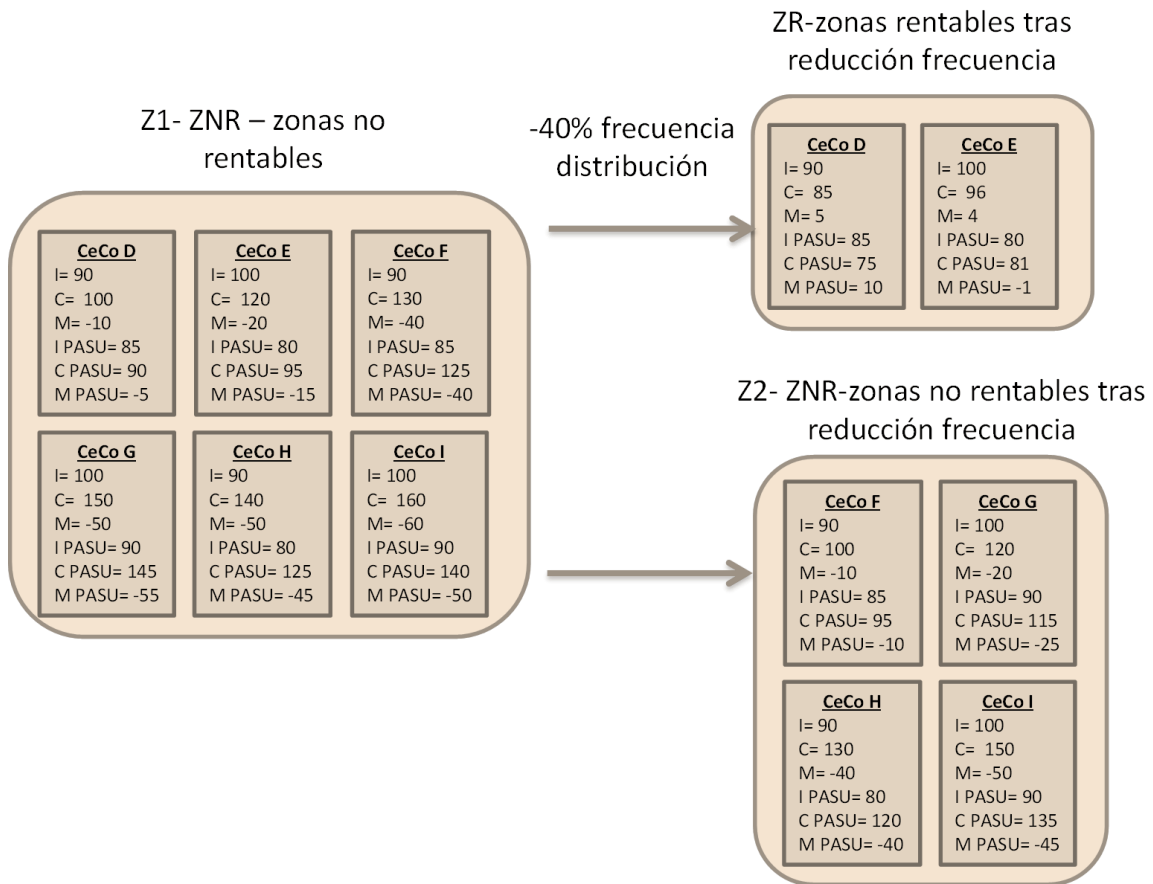 Z1- ZNR – zonas no
rentables
CeCo D
I= 90
C=  100
M= -10
I PASU= 85
C PASU= 90
M PASU= -5
CeCo E
I= 100
C=  120
M= -20
I PASU= 80
C PASU= 95
M PASU= -15
CeCo F
I= 90
C= 130
M= -40
I PASU= 85
C PASU= 125
M PASU= -40
CeCo G
I= 100
C=  150
M= -50
I PASU= 90
C PASU= 145
M PASU= -55
CeCo H
I= 90
C= 140
M= -50
I PASU= 80
C PASU= 125
M PASU= -45
CeCo I
I= 100
C=  160
M= -60
I PASU= 90
C PASU= 140
M PASU= -50
-40% frecuencia
distribución
ZR-zonas rentables tras
reducción frecuencia
CeCo D
I= 90
C=  85
M= 5
I PASU= 85
C PASU= 75
M PASU= 10
CeCo E
I= 100
C=  96
M= 4
I PASU= 80
C PASU= 81
M PASU= -1
Z2- ZNR-zonas no rentables tras
reducción frecuencia
CeCo F
I= 90
C= 100
M= -10
I PASU= 85
C PASU= 95
M PASU= -10
CeCo G
I= 100
C=  120
M= -20
I PASU= 90
C PASU= 115
M PASU= -25
CeCo H
I= 90
C= 130
M= -40
I PASU= 80
C PASU= 120
M PASU= -40
CeCo I
I= 100
C=  150
M= -50
I PASU= 90
C PASU= 135
M PASU= -45